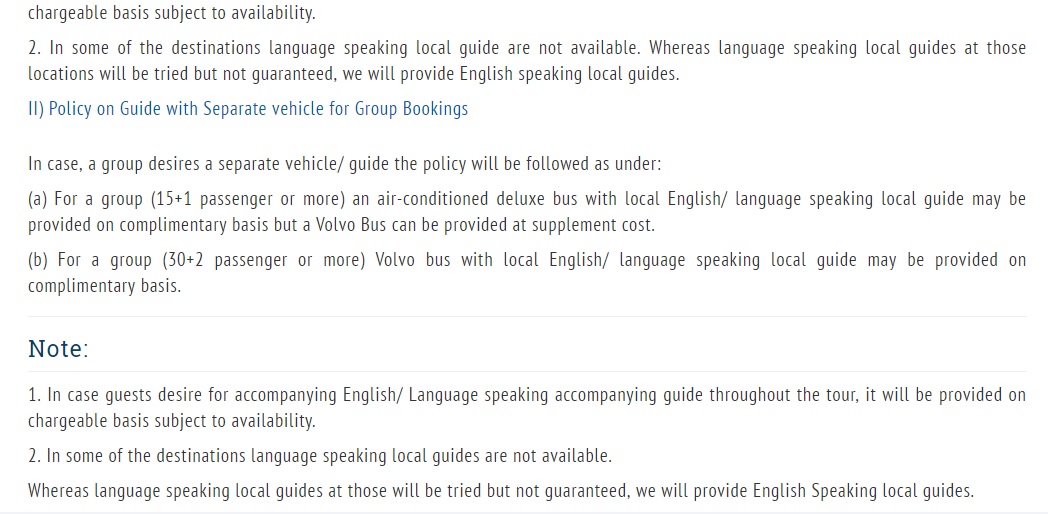 chargeable basis subject to availability.
2. In some of the destinations language speaking local guide are not available. Whereas language speaking local guides at those
locations will be tried but not guaranteed, we will provide English speaking local guides.
II) Policy on Guide with Separate vehicle for Group Bookings
In case, a group desires a separate vehicle/ guide the policy will be followed as under:
(a) For a group (15+1 passenger or more) an air-conditioned deluxe bus with local English/ language speaking local guide may be
provided on complimentary basis but a Volvo Bus can be provided at supplement cost.
(b) For a group (30+2 passenger or more) Volvo bus with local English/ language speaking local guide may be provided on
complimentary basis.
Note:
1. In case guests desire for accompanying English/ Language speaking accompanying guide throughout the tour, it will be provided on
chargeable basis subject to availability.
2. In some of the destinations language speaking local guides are not available.
Whereas language speaking local guides at those will be tried but not guaranteed, we will provide English Speaking local guides.